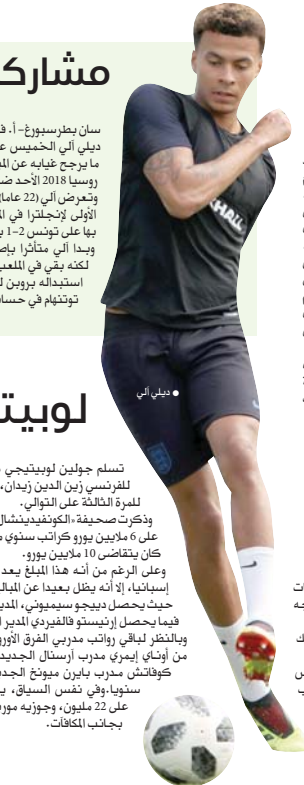 مشارك
سان بطرسبورغ- أ. ف
ديلي آلي الخميس ع
ما يرجح غيابه عن الم
روسيا 2018 الأحد ض
وتعرض آلي (22 عاما
الأولى لإنجلترا في الم
بها على تونس 2-1 ب
وبدا آلي متأثرا بإص
لكنه بقي في الملعب
استبداله بروبن ل
توتنهام في حسا
ديلي آلي
لوبيت
تسلم جولين لوبيتيجي
للفرنسي زين الدين زيدان،
للمرة الثالثة على التوالي.
وذكرت صحيفة «الكونفيدينشال
على 6 ملايين يورو كراتب سنوي م
كان يتقاضى 10 ملايين يورو.
وعلى الرغم من أنه هذا المبلغ يعد
إسبانيا، إلا أنه يظل بعيدا عن المبال
حيث يحصل دييجو سيميوني، المدي
فيما يحصل إرنيستو فالفيردي المدير ا
وبالنظر لباقي رواتب مدربي الفرق الأورو
من أوناي إيمري مدرب آرسنال الجديد
كوفاتش مدرب بايرن ميونخ الجد
سنويا.وفي نفس السياق، ي
على 22 مليون، وجوزيه مور
بجانب المكافآت.